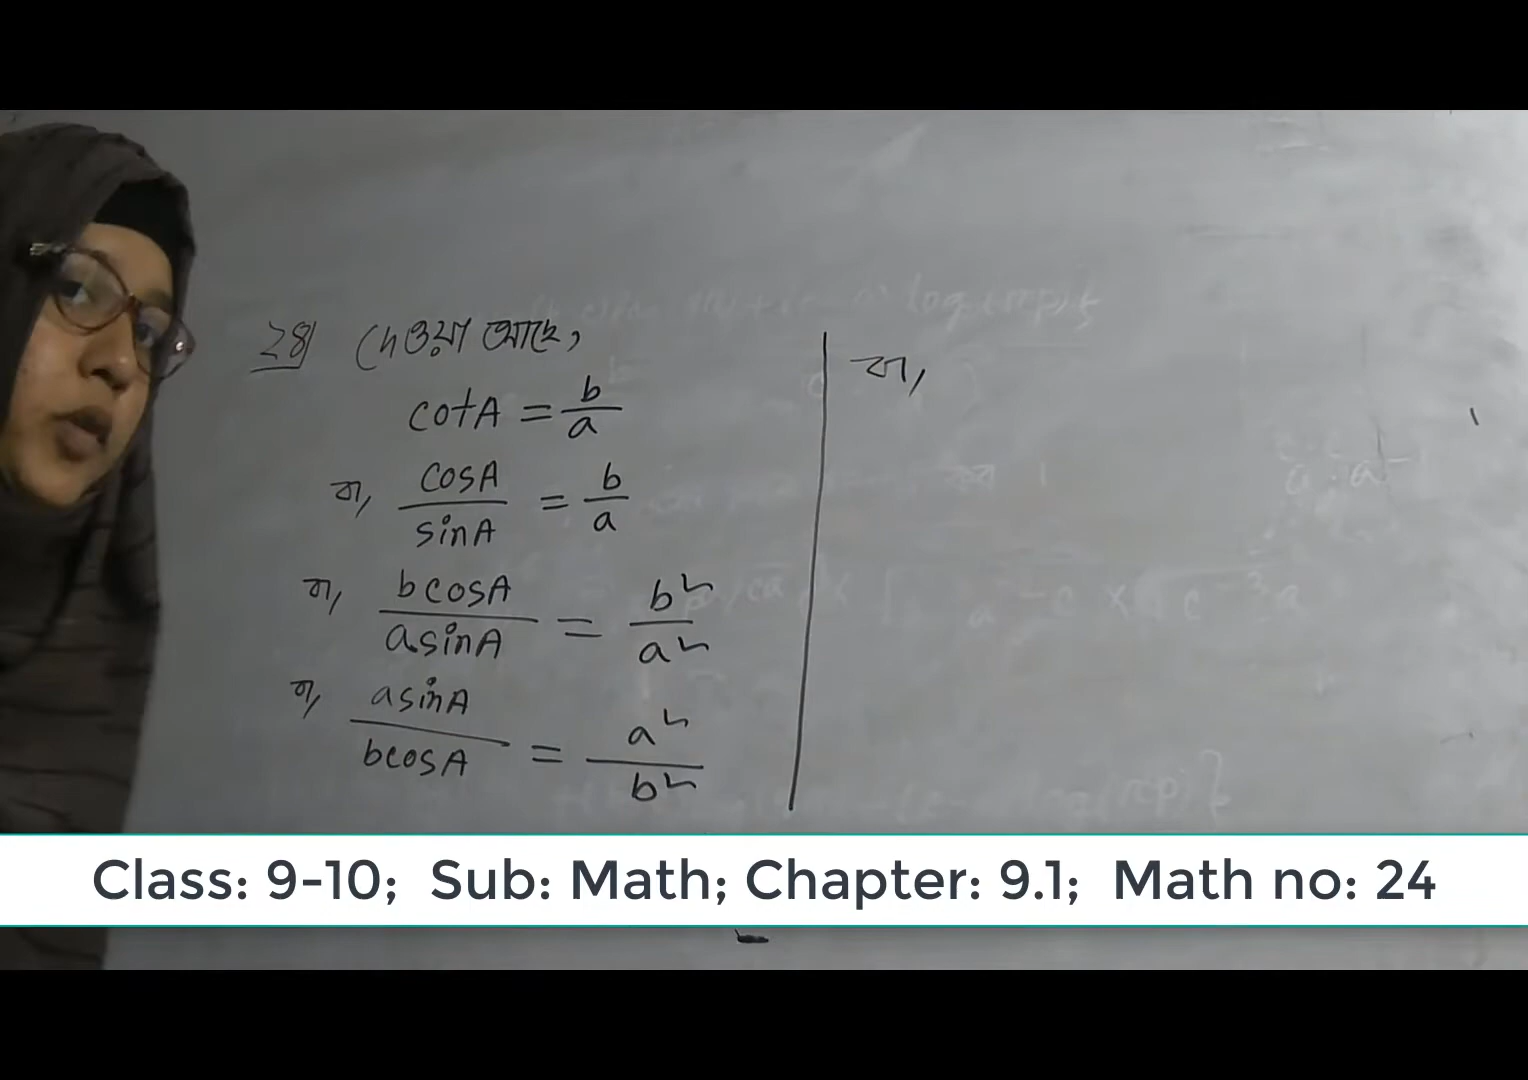 ২৪। দেওয়া আছে,
cotA = b/a
বা, cosA/sinA = b/a
বা, bcosA/asinA = b²/a²
বা, asinA/bcosA = a²/b²
বা,
Class: 9-10; Sub: Math; Chapter: 9.1; Math no: 24